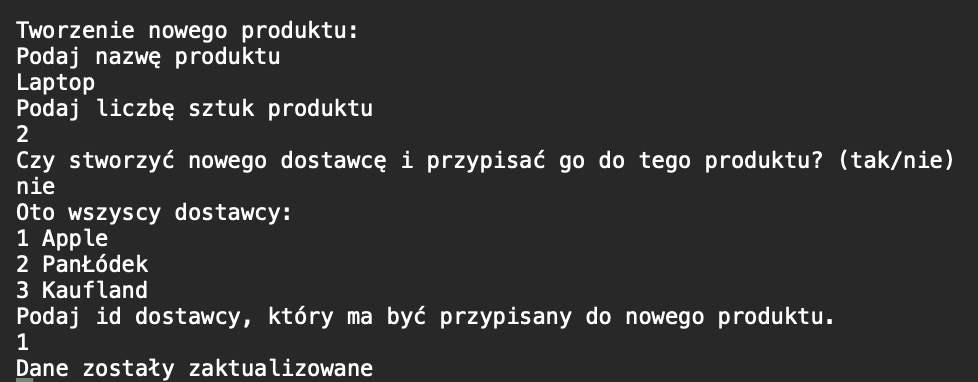 Tworzenie nowego produktu:
Podaj nazwę produktu
Laptop
Podaj liczbę sztuk produktu
2
Czy stworzyć nowego dostawcę i przypisać go do tego produktu? (tak/nie)
nie
Oto wszyscy dostawcy:
1 Apple
2 PanŁódek
3 Kaufland
Podaj id dostawcy, który ma być przypisany do nowego produktu.
1
Dane zostały zaktualizowane